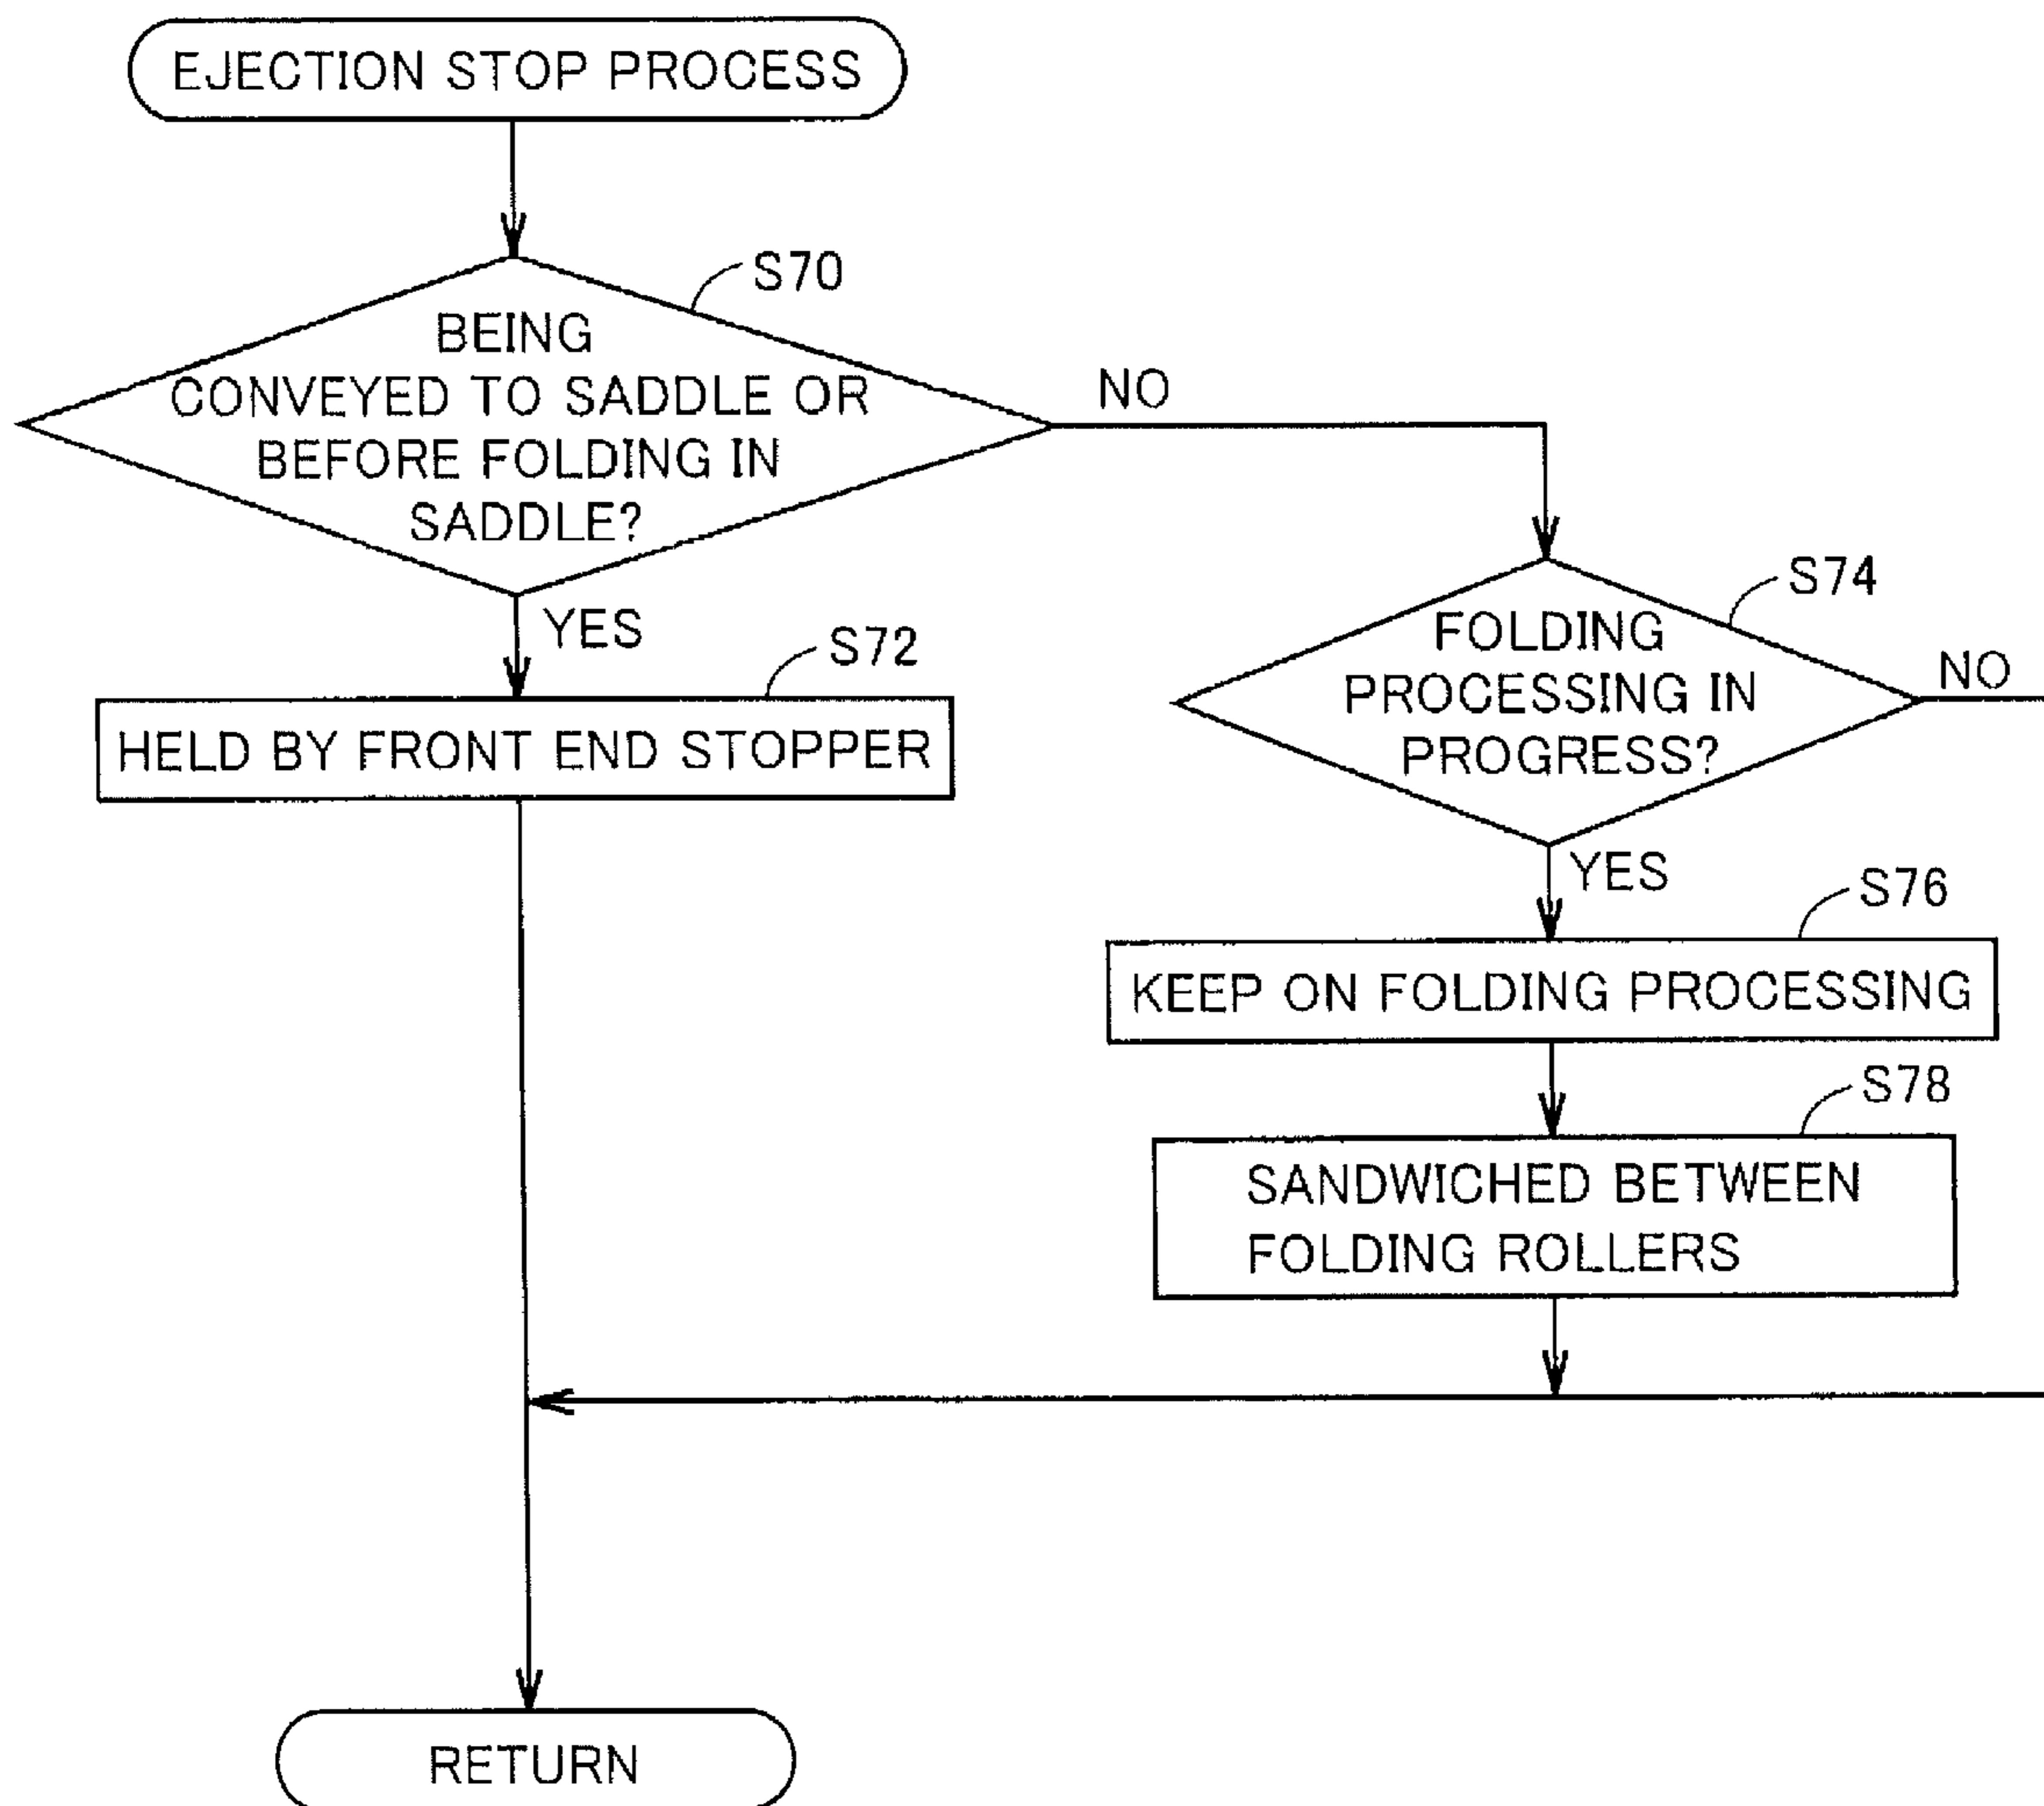 EJECTION STOP PROCESS
S70
BEING
CONVEYED TO SADDLE OR
BEFORE FOLDING IN
SADDLE?
NO
YES
S72
HELD BY FRONT END STOPPER
S74
FOLDING
PROCESSING IN
PROGRESS?
NO
YES
S76
KEEP ON FOLDING PROCESSING
S78
SANDWICHED BETWEEN
FOLDING ROLLERS
RETURN